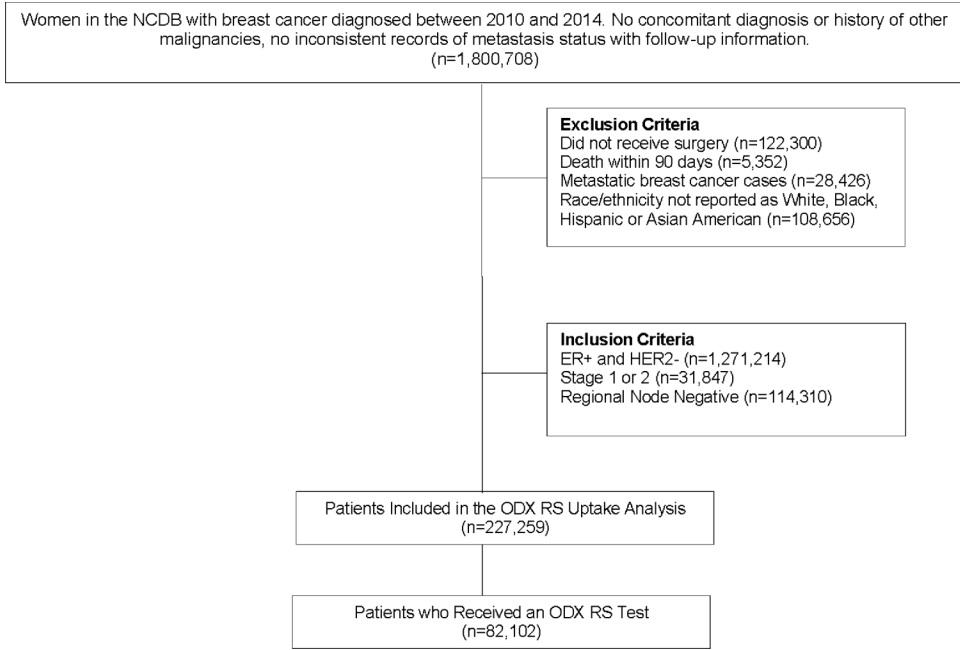 Women in the NCDB with breast cancer diagnosed between 2010 and 2014. No concomitant diagnosis or history of other
malignancies, no inconsistent records of metastasis status with follow-up information.
(n=1,800,708)
Exclusion Criteria
Did not receive surgery (n=122,300)
Death within 90 days (n=5,352)
Metastatic breast cancer cases (n=28,426)
Race/ethnicity not reported as White, Black,
Hispanic or Asian American (n=108,656)
Inclusion Criteria
ER+ and HER2- (n=1,271,214)
Stage 1 or 2 (n=31,847)
Regional Node Negative (n=114,310)
Patients Included in the ODX RS Uptake Analysis
(n=227,259)
Patients who Received an ODX RS Test
(n=82,102)